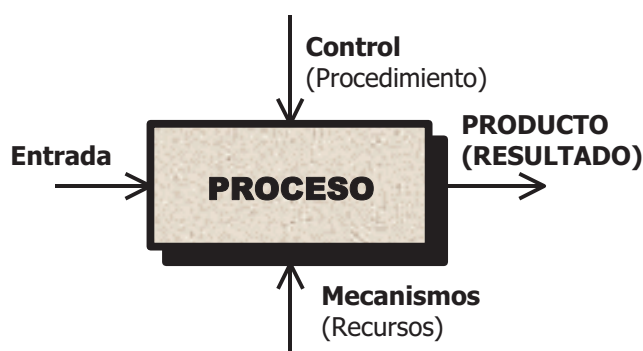 Control
(Procedimiento)
PRODUCTO
(RESULTADO)
Entrada
PROCESO
Mecanismos
(Recursos)